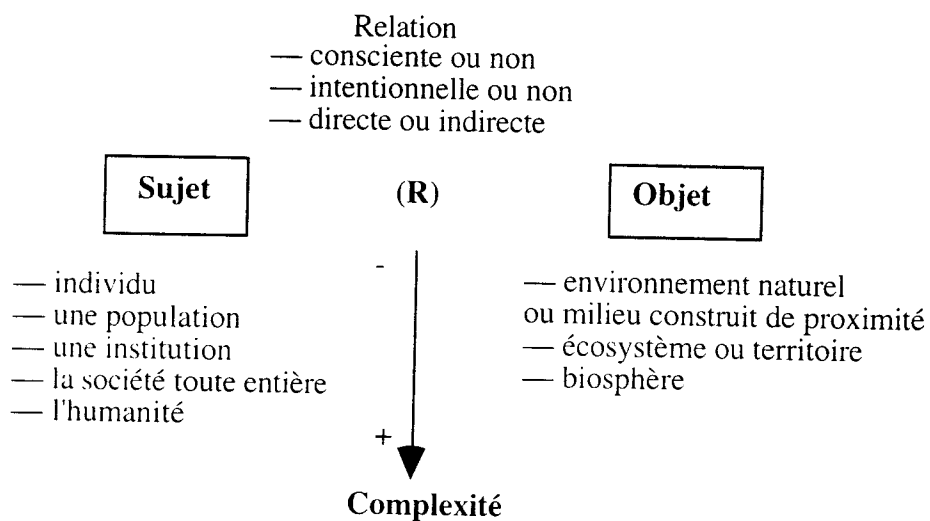 Relation
— consciente ou non
— intentionnelle ou non
— directe ou indirecte
Sujet
(R)
Objet
-
— individu
— une population
— une institution
— la société toute entière
— l'humanité
— environnement naturel
ou milieu construit de proximité
— écosystème ou territoire
— biosphère
+
Complexité